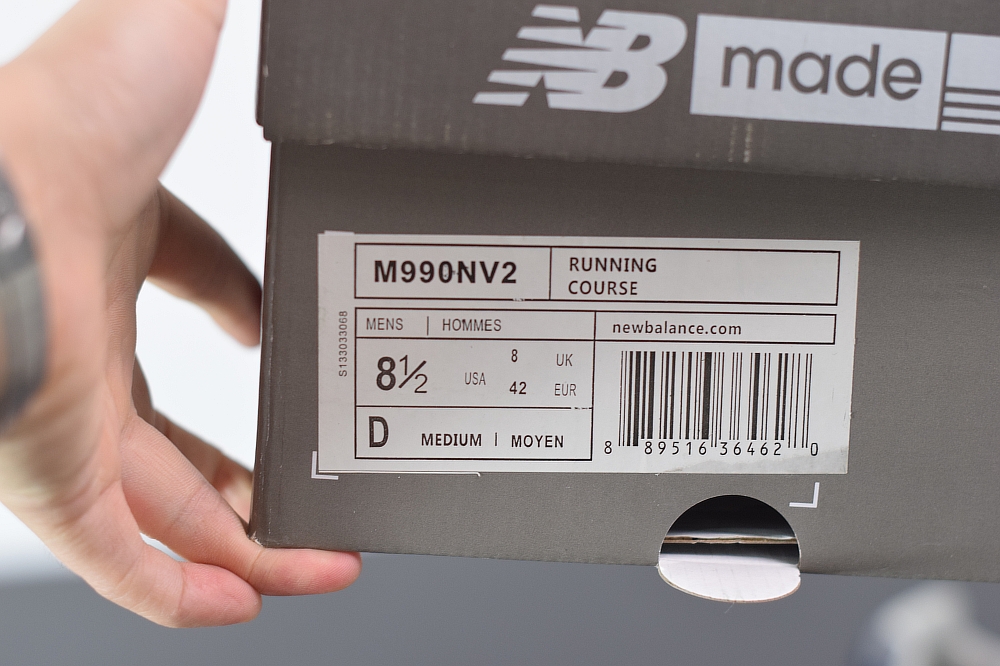 NB made
M990NV2
RUNNING
COURSE
MENS | HOMMES
newbalance.com
8½ USA 8 UK
42 EUR
D MEDIUM | MOYEN
S133033068
8 89516 36462 0